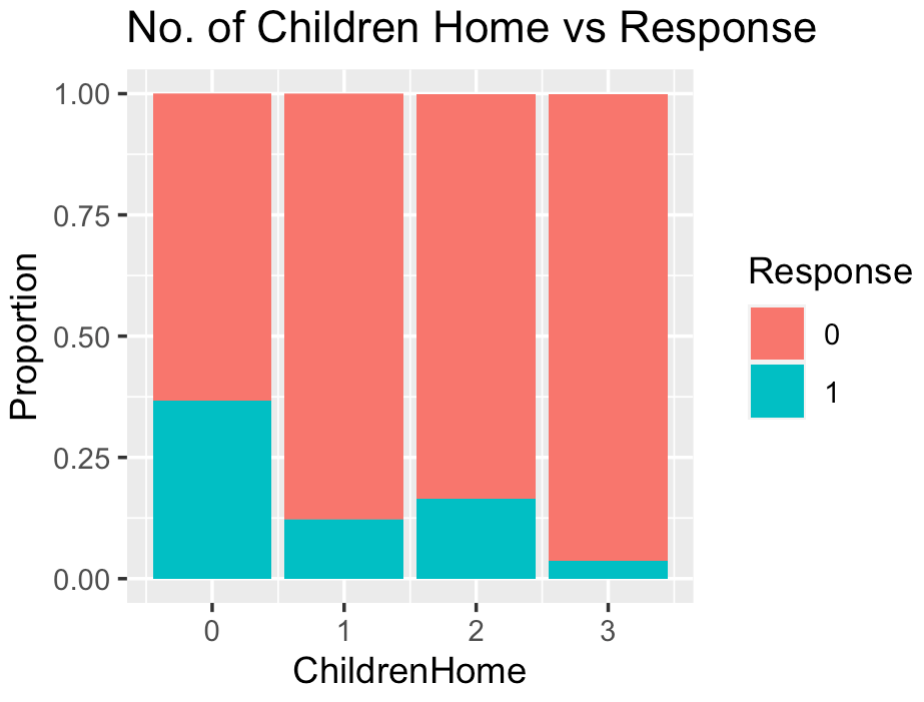 No. of Children Home vs Response
1.00
0.75
0.50
0.25
0.00
Proportion
0 1 2 3
ChildrenHome
Response
0
1